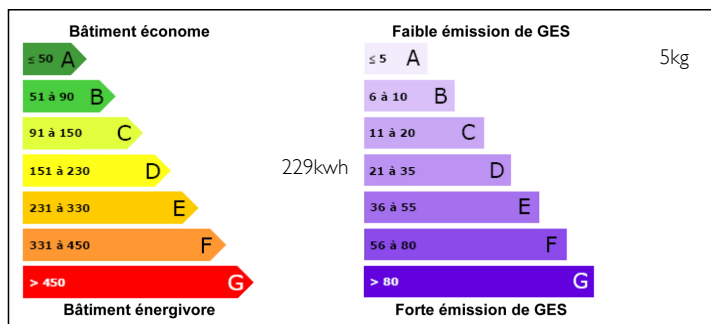 Bâtiment économe
≤ 50 A
51 à 90 B
91 à 150 C
151 à 230 D
229kwh
231 à 330 E
331 à 450 F
> 450 G
Bâtiment énergivore
Faible émission de GES
≤ 5 A
5kg
6 à 10 B
11 à 20 C
21 à 35 D
36 à 55 E
56 à 80 F
> 80 G
Forte émission de GES